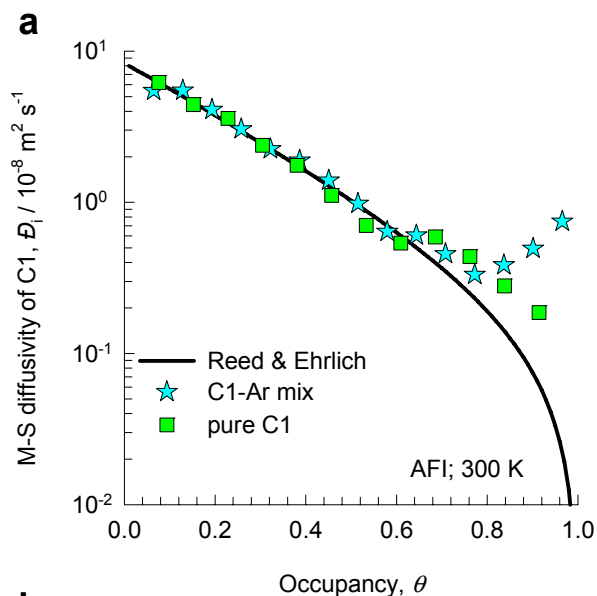 a
M-S diffusivity of C1, Đᵢ / 10⁻⁸ m² s⁻¹
10¹
10⁰
10⁻¹
10⁻²
Reed & Ehrlich
C1-Ar mix
pure C1
AFI; 300 K
0.0 0.2 0.4 0.6 0.8 1.0
Occupancy, θ